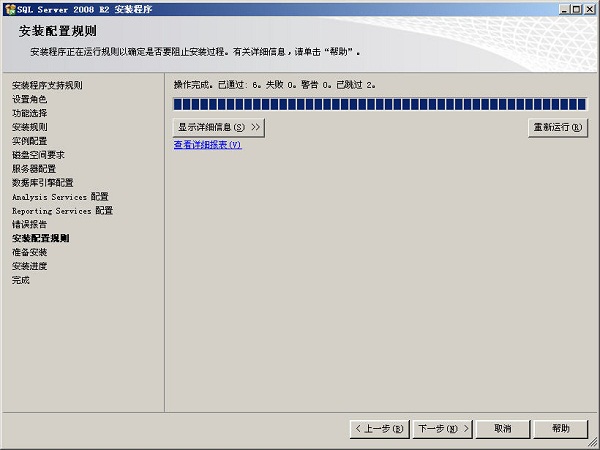 SQL Server 2008 R2 安装程序
安装配置规则
安装程序正在运行规则以确定是否要阻止安装过程。有关详细信息，请单击“帮助”。
安装程序支持规则
设置角色
功能选择
安装规则
实例配置
磁盘空间要求
服务器配置
数据库引擎配置
Analysis Services 配置
Reporting Services 配置
错误报告
安装配置规则
准备安装
安装进度
完成
操作完成。已通过: 6。失败 0。警告 0。已跳过 2。
显示详细信息(S) >>
重新运行(R)
查看详细报表(V)
< 上一步(B)
下一步(N) >
取消
帮助